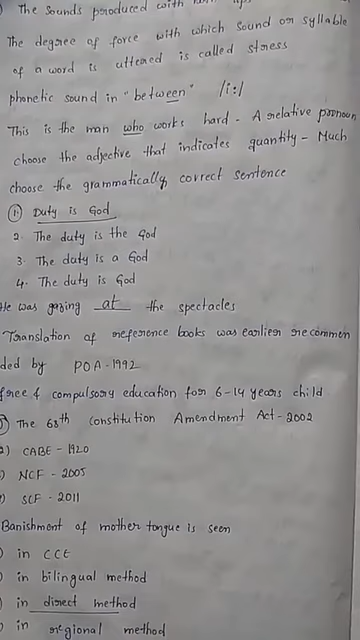 The sounds produced with
The degree of force with which sound or syllable
of a word is uttered is called stress
phonetic sound in "between" /i:/
This is the man who works hard - A relative pronoun
choose the adjective that indicates quantity - Much
choose the grammatically correct sentence
1. Duty is God
2. The duty is the God
3. The duty is a God
4. The duty is God
He was gazing at the spectacles
Translation of reference books was earlier recommen
ded by POA-1992
free & compulsory education for 6-14 years child
The 68th Constitution Amendment Act-2002
2) CABE - 1920
) NCF - 2005
) SCF - 2011
Banishment of mother tongue is seen
) in CCE
) in bilingual method
) in direct method
) in regional method